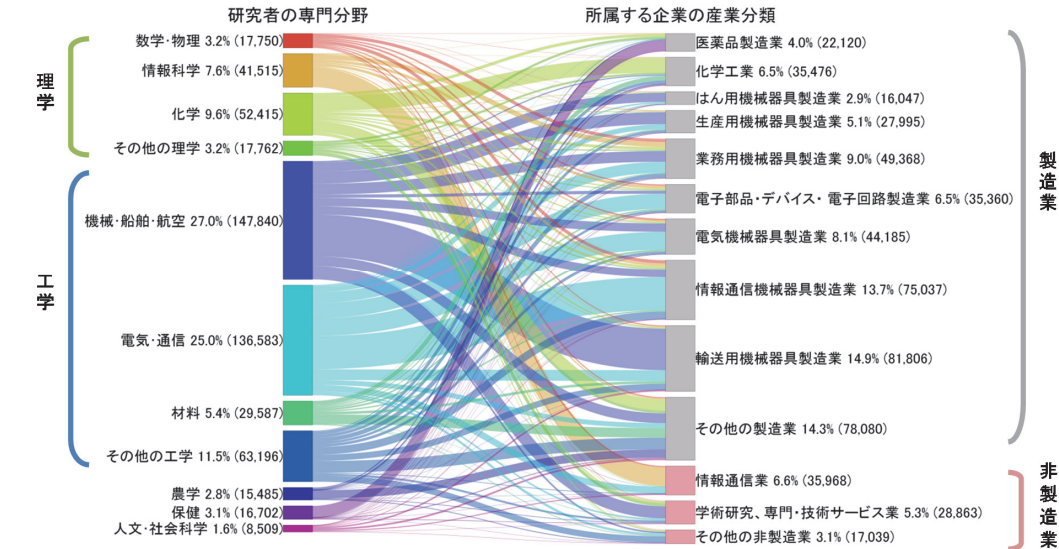 研究者の専門分野
所属する企業の産業分類
理学
数学・物理 3.2% (17,750)
情報科学 7.6% (41,515)
化学 9.6% (52,415)
その他の理学 3.2% (17,762)
工学
機械・船舶・航空 27.0% (147,840)
電気・通信 25.0% (136,583)
材料 5.4% (29,587)
その他の工学 11.5% (63,196)
農学 2.8% (15,485)
保健 3.1% (16,702)
人文・社会科学 1.6% (8,509)
医薬品製造業 4.0% (22,120)
化学工業 6.5% (35,476)
はん用機械器具製造業 2.9% (16,047)
生産用機械器具製造業 5.1% (27,995)
業務用機械器具製造業 9.0% (49,368)
電子部品・デバイス・ 電子回路製造業 6.5% (35,360)
電気機械器具製造業 8.1% (44,185)
情報通信機械器具製造業 13.7% (75,037)
輸送用機械器具製造業 14.9% (81,806)
その他の製造業 14.3% (78,080)
製造業
情報通信業 6.6% (35,968)
学術研究、専門・技術サービス業 5.3% (28,863)
その他の非製造業 3.1% (17,039)
非製造業